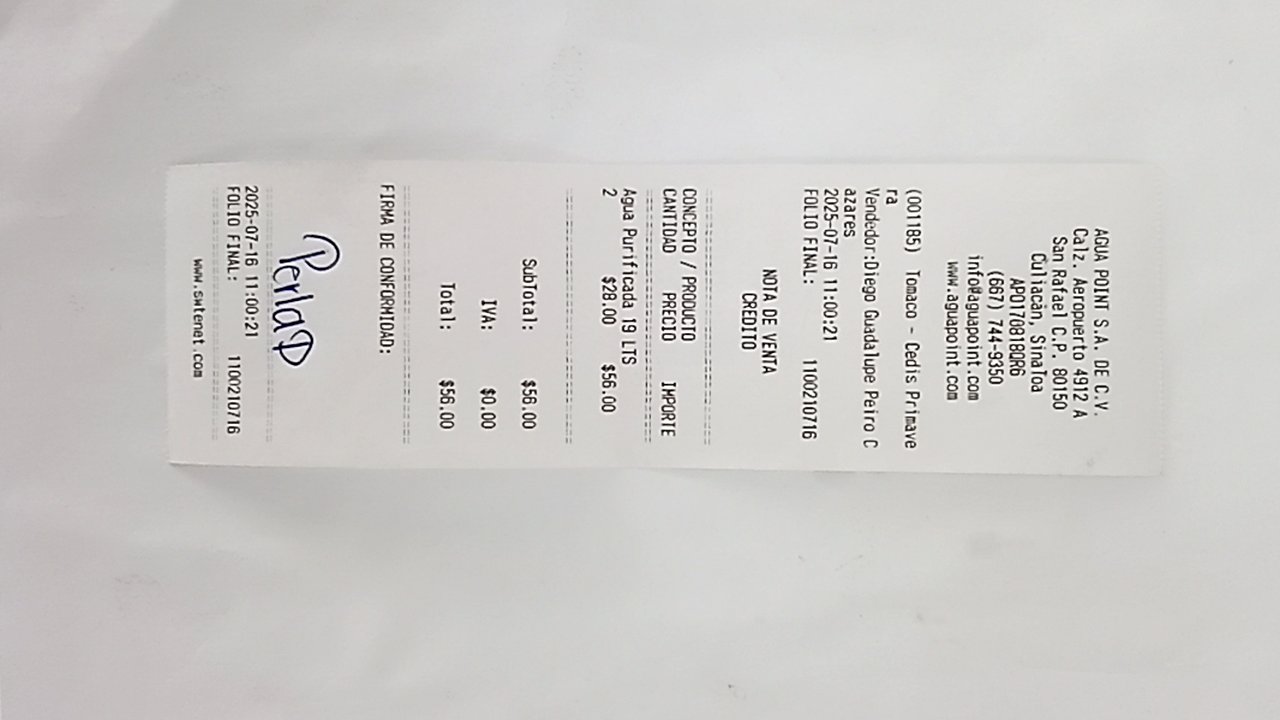 AGUA POINT S.A. DE C.V.
Calz. Aeropuerto 4912 A
San Rafael C.P. 80150
Culiacán, Sinaloa
APO170818QR6
(667) 744-9350
info@aguapoint.com
www.aguapoint.com
(001185) Tomaco - Cedis Primave
ra
Vendedor:Diego Guadalupe Peiro C
azares
2025-07-16 11:00:21
FOLIO FINAL: 1100210716
NOTA DE VENTA
CREDITO
CONCEPTO / PRODUCTO
CANTIDAD PRECIO IMPORTE
Agua Purificada 19 LTS
2 $28.00 $56.00
SubTotal: $56.00
IVA: $0.00
Total: $56.00
FIRMA DE CONFORMIDAD:
Perla D
2025-07-16 11:00:21
FOLIO FINAL: 1100210716
www.ewtenet.com